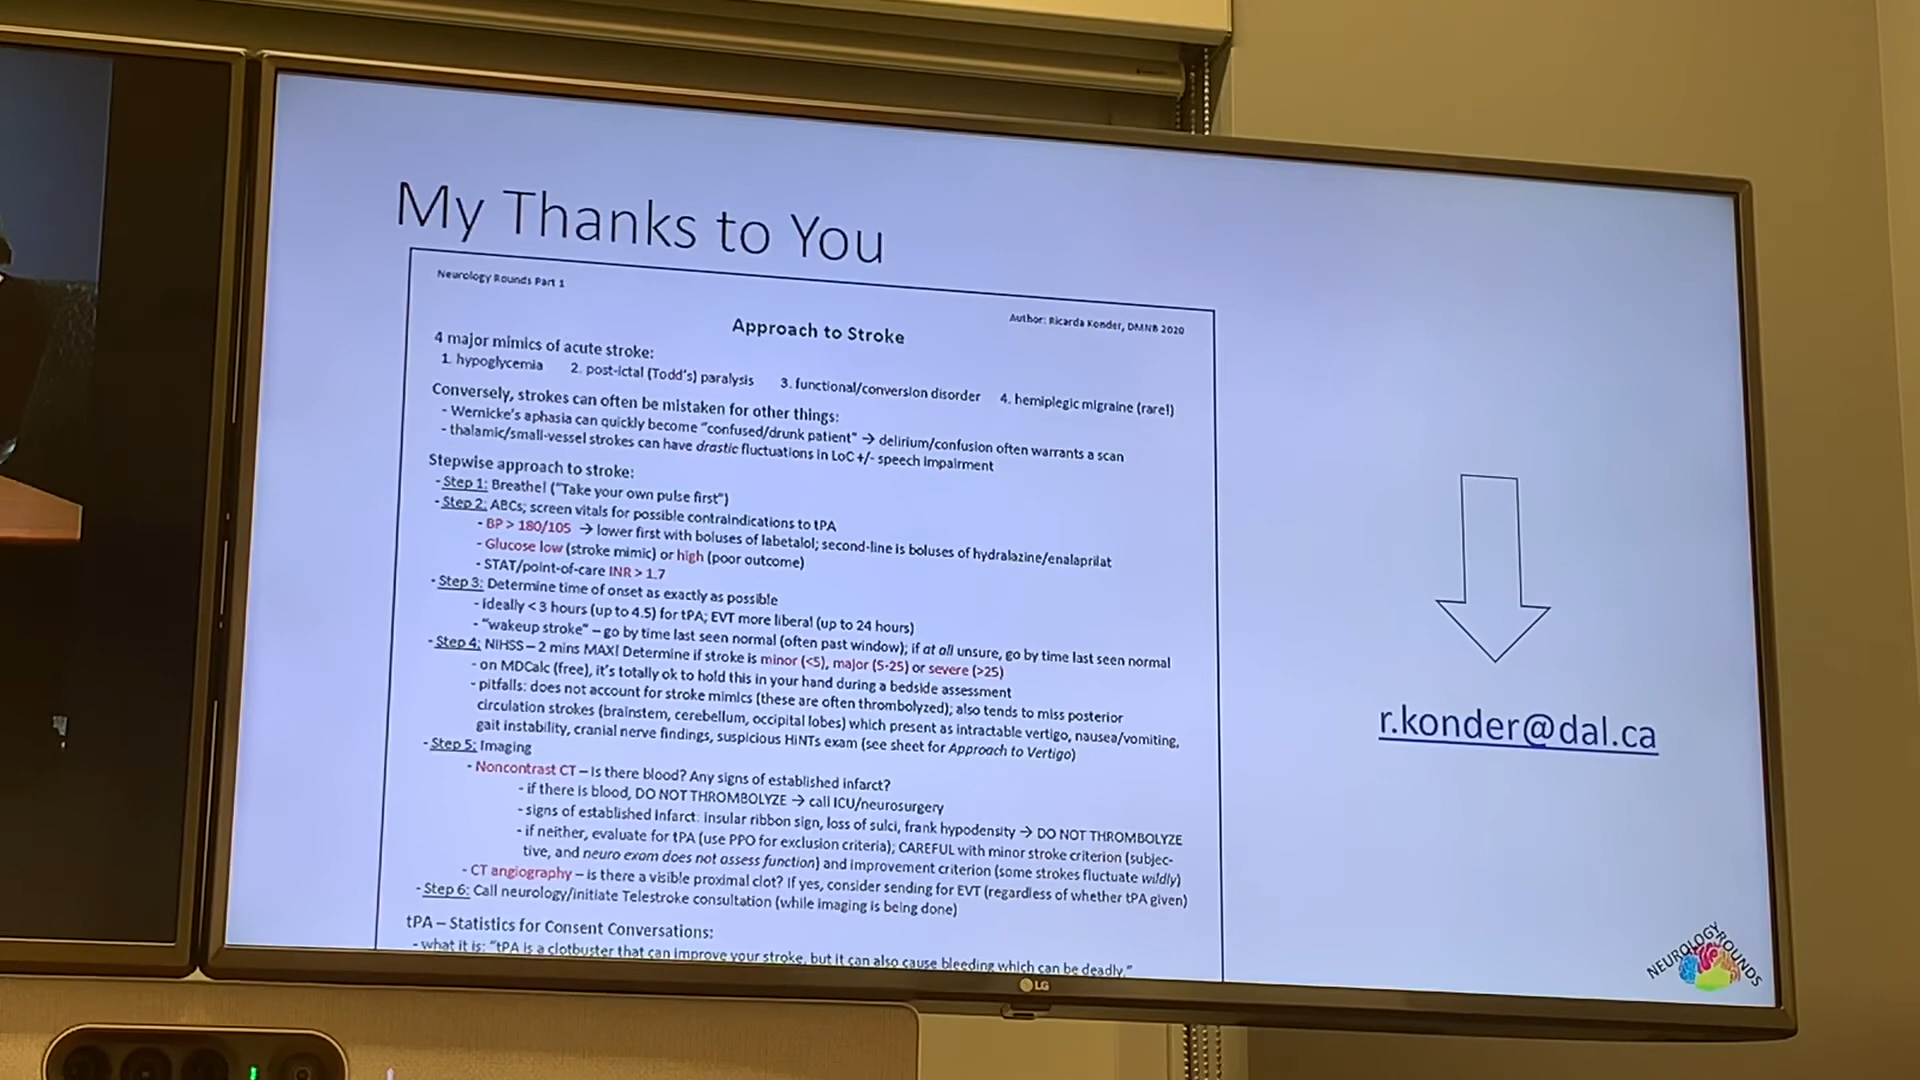 My Thanks to You
Neurology Rounds Part 1
Author: Ricarda Konder, DMNB 2020
Approach to Stroke
4 major mimics of acute stroke:
1. hypoglycemia 2. post-ictal (Todd's) paralysis 3. functional/conversion disorder 4. hemiplegic migraine (rare!)
Conversely, strokes can often be mistaken for other things:
- Wernicke's aphasia can quickly become "confused/drunk patient" → delirium/confusion often warrants a scan
- thalamic/small-vessel strokes can have drastic fluctuations in LoC +/- speech impairment
Stepwise approach to stroke:
- Step 1: Breathe! ("Take your own pulse first")
- Step 2: ABCs; screen vitals for possible contraindications to tPA
- BP > 180/105 → lower first with boluses of labetalol; second-line is boluses of hydralazine/enalaprilat
- Glucose low (stroke mimic) or high (poor outcome)
- STAT/point-of-care INR > 1.7
- Step 3: Determine time of onset as exactly as possible
- ideally < 3 hours (up to 4.5) for tPA; EVT more liberal (up to 24 hours)
- "wakeup stroke" – go by time last seen normal (often past window); if at all unsure, go by time last seen normal
- Step 4: NIHSS – 2 mins MAX! Determine if stroke is minor (<5), major (5-25) or severe (>25)
- on MDCalc (free), it's totally ok to hold this in your hand during a bedside assessment
- pitfalls: does not account for stroke mimics (these are often thrombolyzed); also tends to miss posterior
circulation strokes (brainstem, cerebellum, occipital lobes) which present as intractable vertigo, nausea/vomiting,
gait instability, cranial nerve findings, suspicious HiNTs exam (see sheet for Approach to Vertigo)
- Step 5: Imaging
- Noncontrast CT – is there blood? Any signs of established infarct?
- if there is blood, DO NOT THROMBOLYZE → call ICU/neurosurgery
- signs of established infarct: insular ribbon sign, loss of sulci, frank hypodensity → DO NOT THROMBOLYZE
- if neither, evaluate for tPA (use PPO for exclusion criteria); CAREFUL with minor stroke criterion (subjec-
tive, and neuro exam does not assess function) and improvement criterion (some strokes fluctuate wildly)
- CT angiography – is there a visible proximal clot? If yes, consider sending for EVT (regardless of whether tPA given)
- Step 6: Call neurology/initiate Telestroke consultation (while imaging is being done)
tPA – Statistics for Consent Conversations:
- what it is: "tPA is a clotbuster that can improve your stroke, but it can also cause bleeding which can be deadly."
r.konder@dal.ca
NEUROLOGY ROUNDS
LG